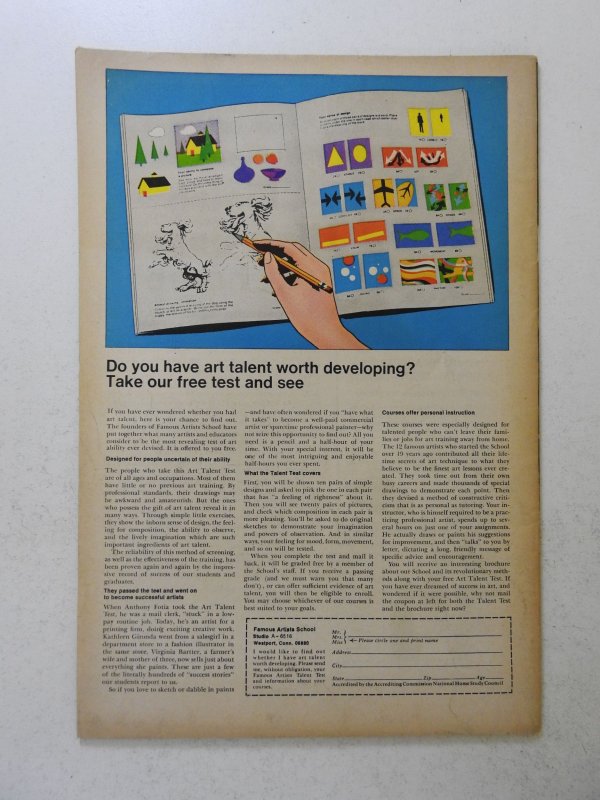 Do you have art talent worth developing?
Take our free test and see
If you have ever wondered whether you had
art talent, here is your chance to find out.
The founders of Famous Artists School have
put together what many artists and educators
consider to be the most revealing test of art
ability ever devised. It is offered to you free.
Designed for people uncertain of their ability
The people who take this Art Talent Test
are of all ages and occupations. Most of them
have little or no previous art training. By
professional standards, their drawings may
be awkward and amateurish. But the ones
who possess the gift of art talent reveal it in
many ways. Through simple little exercises,
they show the inborn sense of design, the feel-
ing for composition, the ability to observe,
and the lively imagination which are such
important ingredients of art talent.
The reliability of this method of screening,
as well as the effectiveness of the training, has
been proven again and again by the impres-
sive record of success of our students and
graduates.
They passed the test and went on
to become successful artists
When Anthony Fotia took the Art Talent
Test, he was a mail clerk, "stuck" in a low-
pay routine job. Today, he's an artist for a
printing firm, doing exciting creative work.
Kathleen Girunda went from a salesgirl in a
department store to a fashion illustrator in
the same store. Virginia Bartter, a farmer's
wife and mother of three, now sells just about
everything she paints. These are just a few
of the literally hundreds of "success stories"
our students report to us.
So if you love to sketch or dabble in paints
—and have often wondered if you "have what
it takes" to become a well-paid commercial
artist or sparetime professional painter—why
not seize this opportunity to find out? All you
need is a pencil and a half-hour of your
time. With your special interest, it will be
one of the most intriguing and enjoyable
half-hours you ever spent.
What the Talent Test covers
First, you will be shown ten pairs of simple
designs and asked to pick the one in each pair
that has "a feeling of rightness" about it.
Then you will see twenty pairs of pictures,
and check which composition in each pair is
more pleasing. You'll be asked to do original
sketches to demonstrate your imagination
and powers of observation. And in similar
ways, your feeling for mood, form, movement,
and so on will be tested.
When you complete the test and mail it
back, it will be graded free by a member of
the School's staff. If you receive a passing
grade (and we must warn you that many
don't), or can offer sufficient evidence of art
talent, you will then be eligible to enroll.
You may choose whichever of our courses is
best suited to your goals.
Courses offer personal instruction
These courses were especially designed for
talented people who can't leave their fami-
lies or jobs for art training away from home.
The 12 famous artists who started the School
over 19 years ago contributed all their life-
time secrets of art technique to what they
believe to be the finest art lessons ever cre-
ated. They took time out from their own
busy careers and made thousands of special
drawings to demonstrate each point. Then
they devised a method of constructive criti-
cism that is as personal as tutoring. Your in-
structor, who is himself required to be a prac-
ticing professional artist, spends up to sev-
eral hours on just one of your assignments.
He actually draws or paints his suggestions
for improvement, and then "talks" to you by
letter, dictating a long, friendly message of
specific advice and encouragement.
You will receive an interesting brochure
about our School and its revolutionary meth-
ods along with your free Art Talent Test. If
you have ever dreamed of success in art, and
wondered if it were possible, why not mail
the coupon at left for both the Talent Test
and the brochure right now?
Famous Artists School
Studio A-6516
Westport, Conn. 06880
I would like to find out
whether I have art talent
worth developing. Please send
me, without obligation, your
Famous Artists Talent Test
and information about your
courses.
Mr.
Mrs.
Miss
Please circle one and print name
Address
City
State Zip Age
Accredited by the Accrediting Commission National Home Study Council